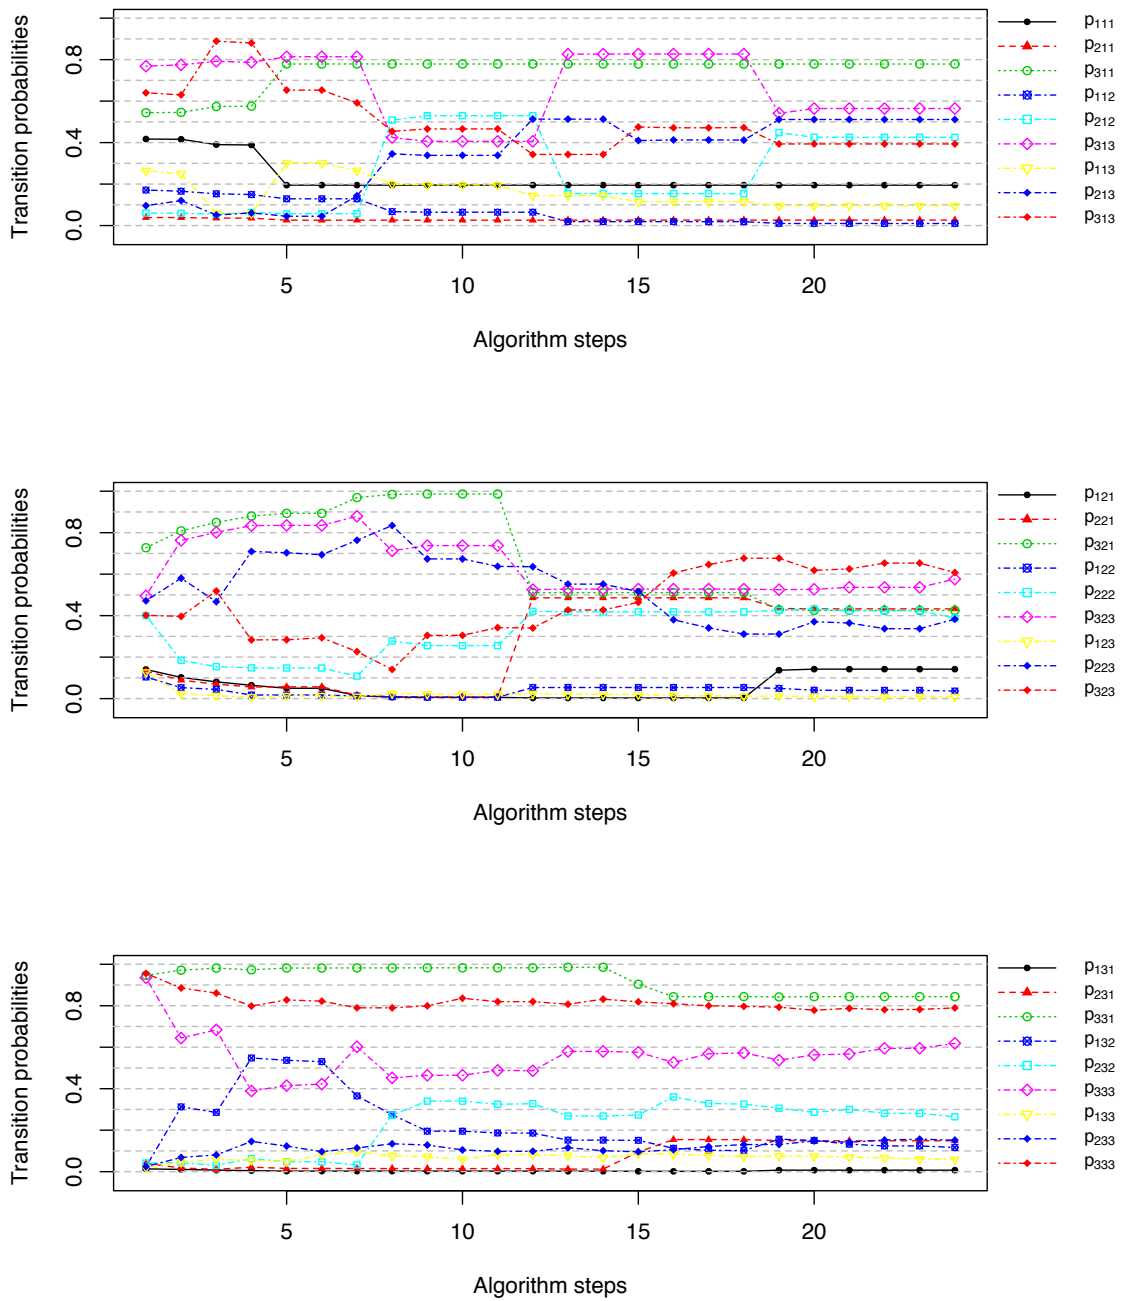 Transition probabilities
0.0 0.4 0.8
5 10 15 20
Algorithm steps
p111
p211
p311
p112
p212
p313
p113
p213
p313
Transition probabilities
0.0 0.4 0.8
5 10 15 20
Algorithm steps
p121
p221
p321
p122
p222
p323
p123
p223
p323
Transition probabilities
0.0 0.4 0.8
5 10 15 20
Algorithm steps
p131
p231
p331
p132
p232
p333
p133
p233
p333